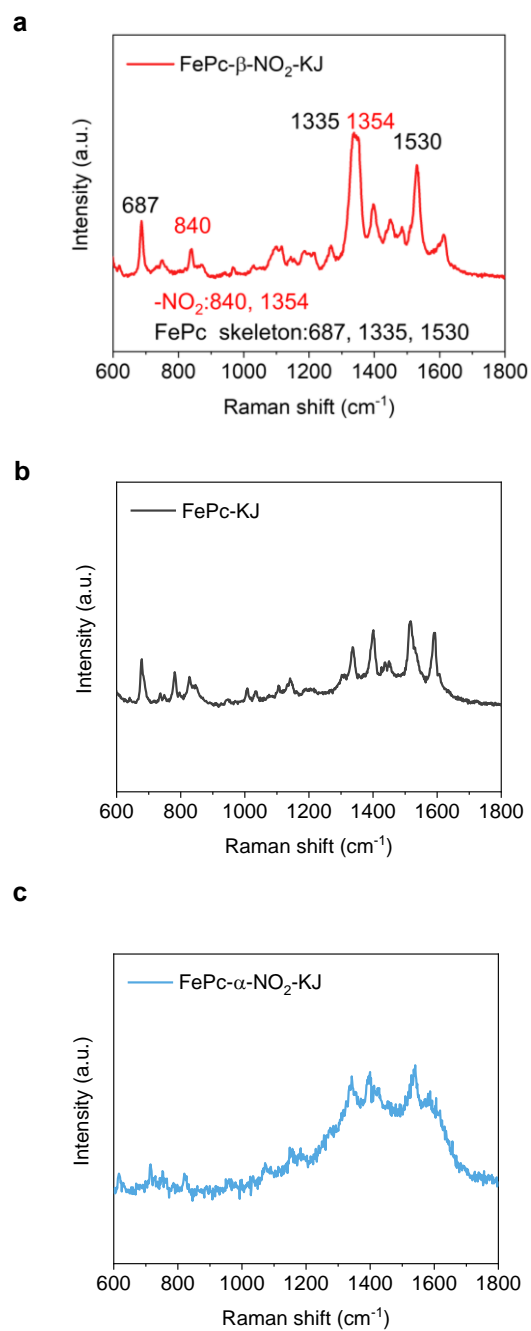 a
FePc-β-NO₂-KJ
1335 1354
1530
687
840
-NO₂:840, 1354
FePc skeleton:687, 1335, 1530
Intensity (a.u.)
600 800 1000 1200 1400 1600 1800
Raman shift (cm⁻¹)
b
FePc-KJ
Intensity (a.u.)
600 800 1000 1200 1400 1600 1800
Raman shift (cm⁻¹)
c
FePc-α-NO₂-KJ
Intensity (a.u.)
600 800 1000 1200 1400 1600 1800
Raman shift (cm⁻¹)